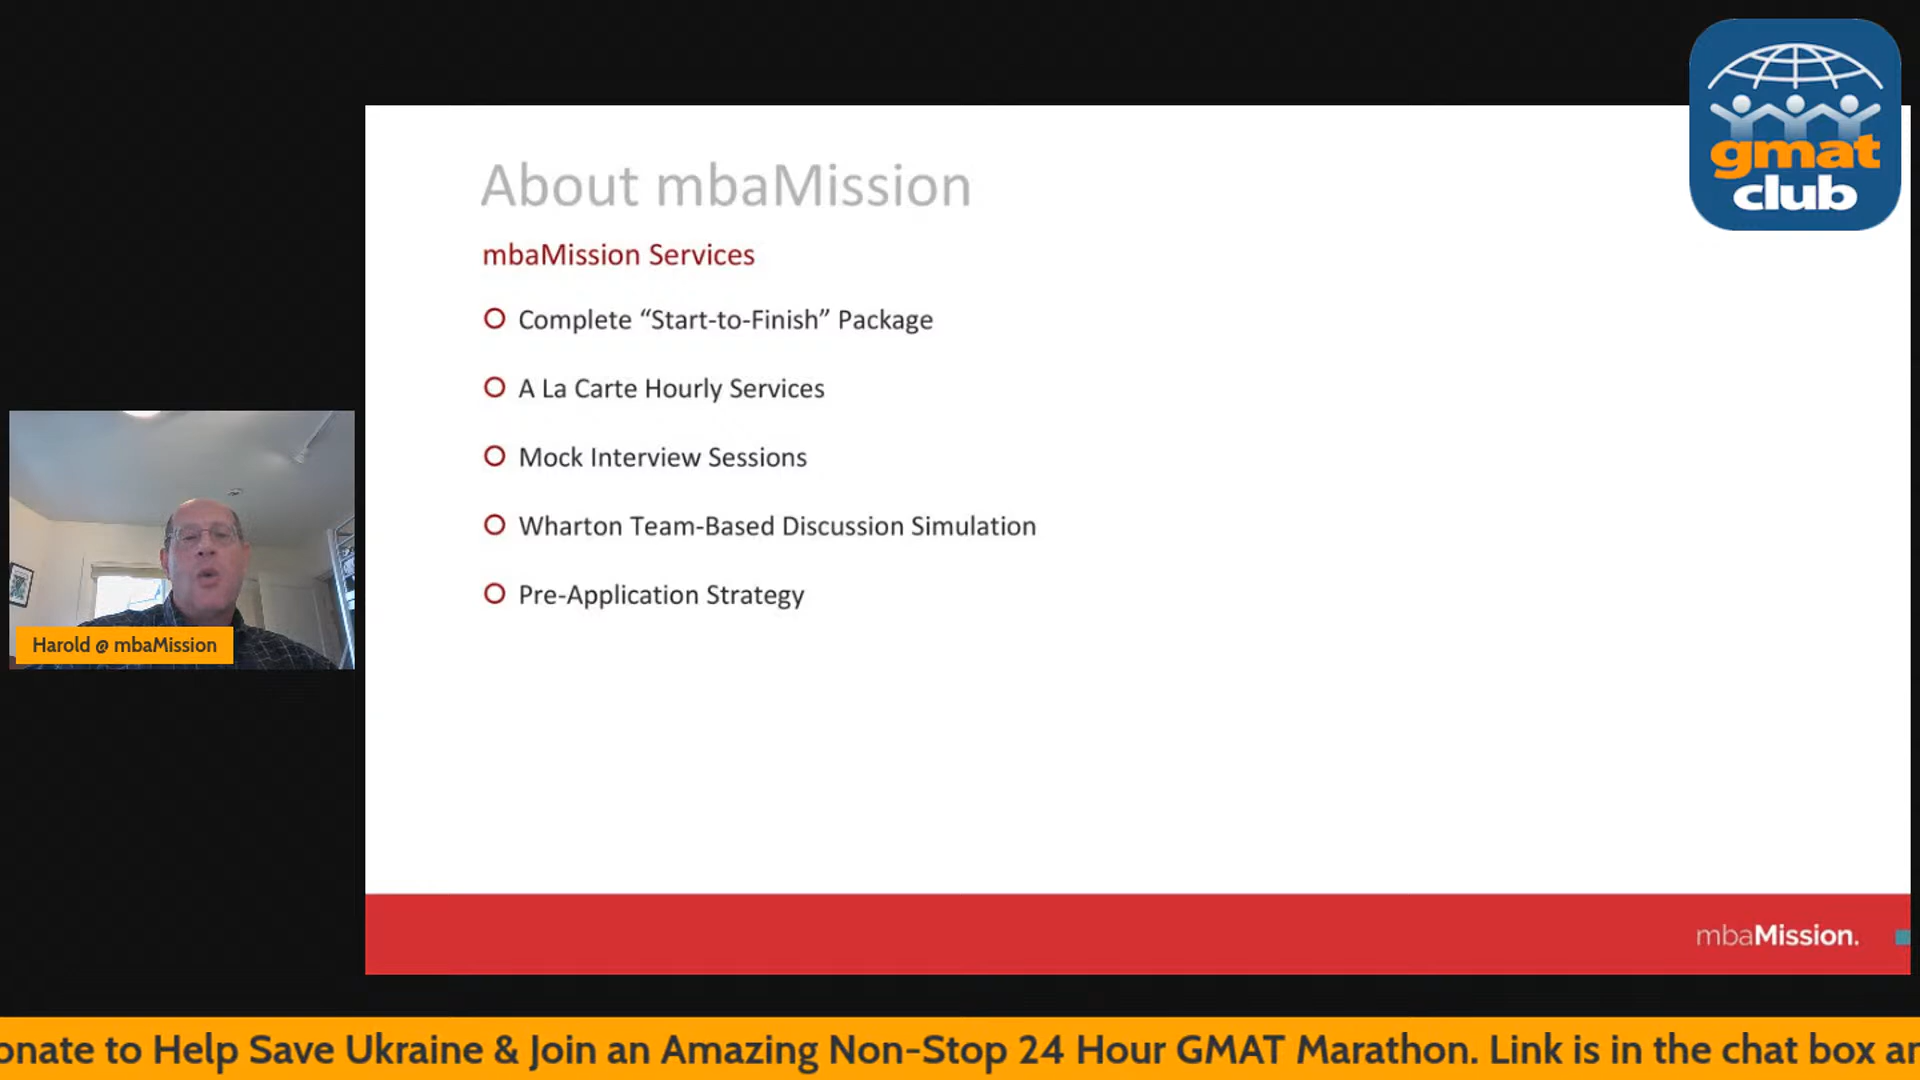 gmat
club
About mbaMission
mbaMission Services
Complete “Start-to-Finish” Package
A La Carte Hourly Services
Mock Interview Sessions
Wharton Team-Based Discussion Simulation
Pre-Application Strategy
Harold @ mbaMission
mbaMission.
onate to Help Save Ukraine & Join an Amazing Non-Stop 24 Hour GMAT Marathon. Link is in the chat box an